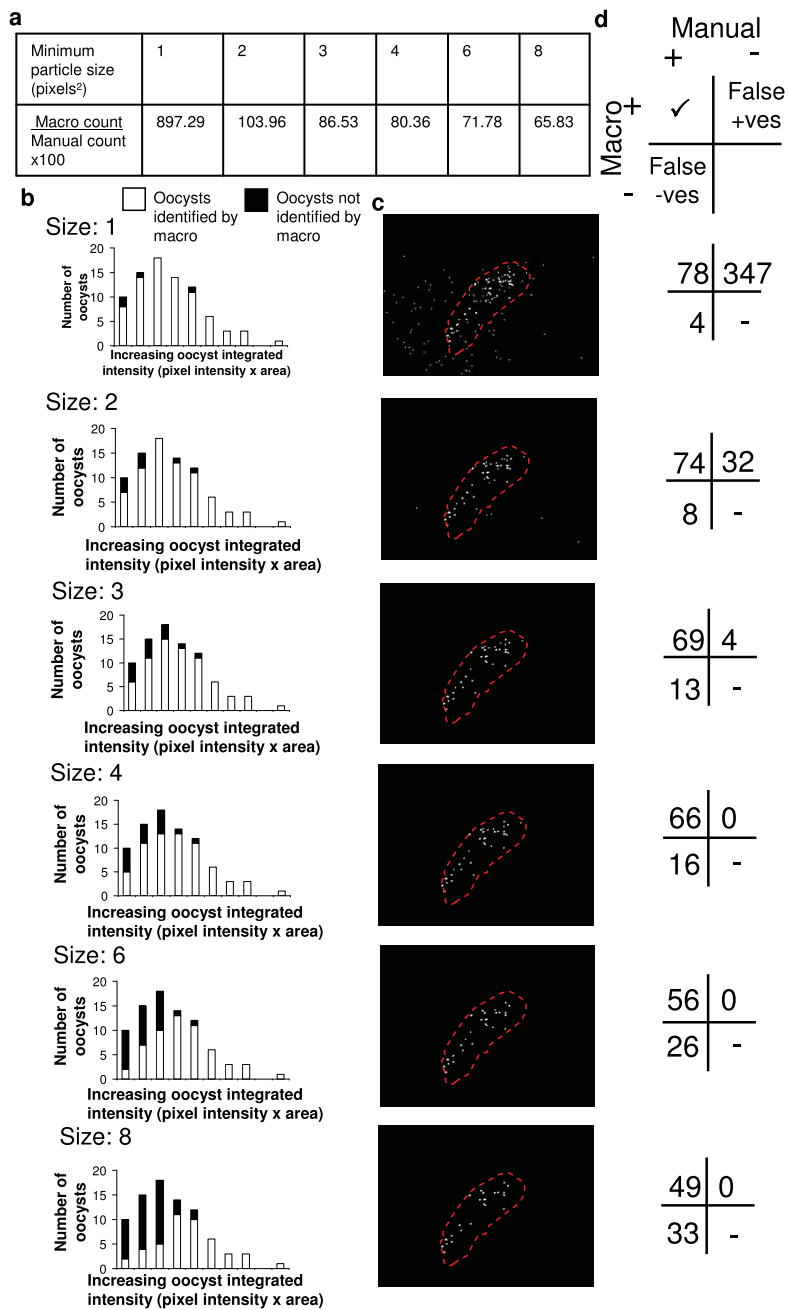 a
Minimum particle size (pixels²) 1 2 3 4 6 8
Macro count Manual count x100 897.29 103.96 86.53 80.36 71.78 65.83
d
Manual
+ -
Macro
+ ✓ False +ves
- False -ves
b
Oocysts identified by macro
Oocysts not identified by macro
c
Size: 1
Number of oocysts
20
15
10
5
0
Increasing oocyst integrated
intensity (pixel intensity x area)
78 347
4 -
Size: 2
Number of oocysts
20
15
10
5
0
Increasing oocyst integrated
intensity (pixel intensity x area)
74 32
8 -
Size: 3
Number of oocysts
20
15
10
5
0
Increasing oocyst integrated
intensity (pixel intensity x area)
69 4
13 -
Size: 4
Number of oocysts
20
15
10
5
0
Increasing oocyst integrated
intensity (pixel intensity x area)
66 0
16 -
Size: 6
Number of oocysts
20
15
10
5
0
Increasing oocyst integrated
intensity (pixel intensity x area)
56 0
26 -
Size: 8
Number of oocysts
20
15
10
5
0
Increasing oocyst integrated
intensity (pixel intensity x area)
49 0
33 -